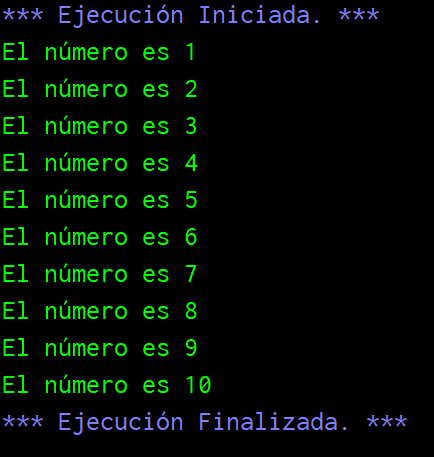 *** Ejecución Iniciada. ***
El número es 1
El número es 2
El número es 3
El número es 4
El número es 5
El número es 6
El número es 7
El número es 8
El número es 9
El número es 10
*** Ejecución Finalizada. ***